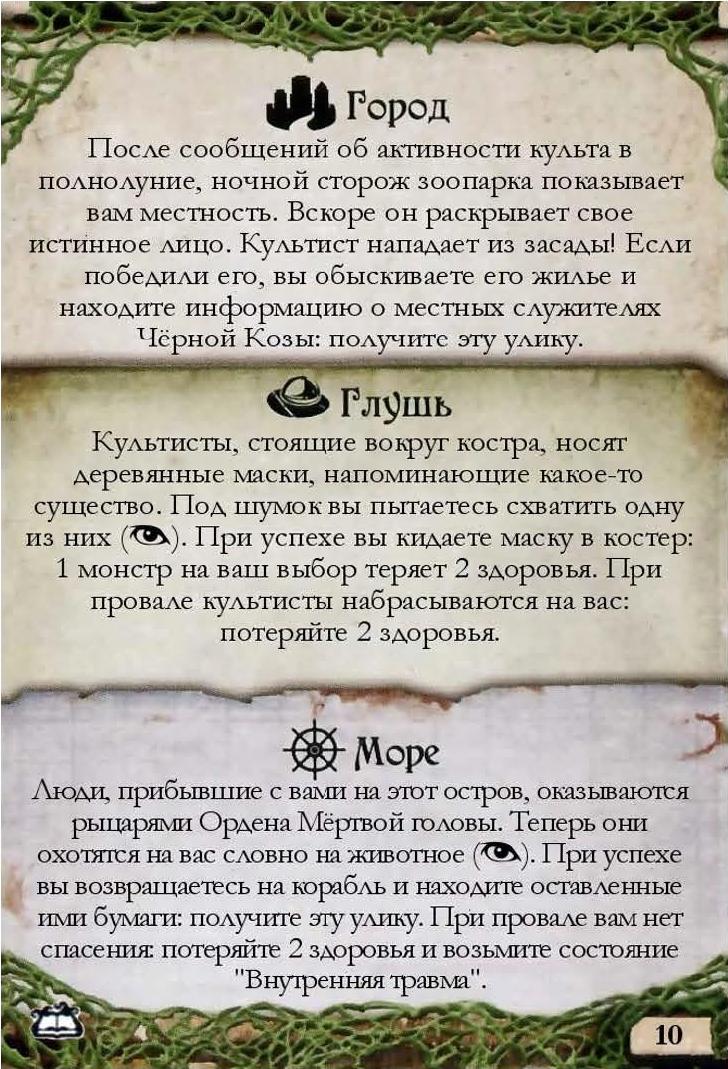 Город
После сообщений об активности культа в
полнолуние, ночной сторож зоопарка показывает
вам местность. Вскоре он раскрывает свое
истинное лицо. Культист нападает из засады! Если
победили его, вы обыскиваете его жилье и
находите информацию о местных служителях
Чёрной Козы: получите эту улику.
Глушь
Культисты, стоящие вокруг костра, носят
деревянные маски, напоминающие какое-то
существо. Под шумок вы пытаетесь схватить одну
из них (). При успехе вы кидаете маску в костер:
1 монстр на ваш выбор теряет 2 здоровья. При
провале культисты набрасываются на вас:
потеряйте 2 здоровья.
Море
Люди, прибывшие с вами на этот остров, оказываются
рыцарями Ордена Мёртвой головы. Теперь они
охотятся на вас словно на животное (). При успехе
вы возвращаетесь на корабль и находите оставленные
ими бумаги: получите эту улику. При провале вам нет
спасения: потеряйте 2 здоровья и возьмите состояние
"Внутренняя травма".
10